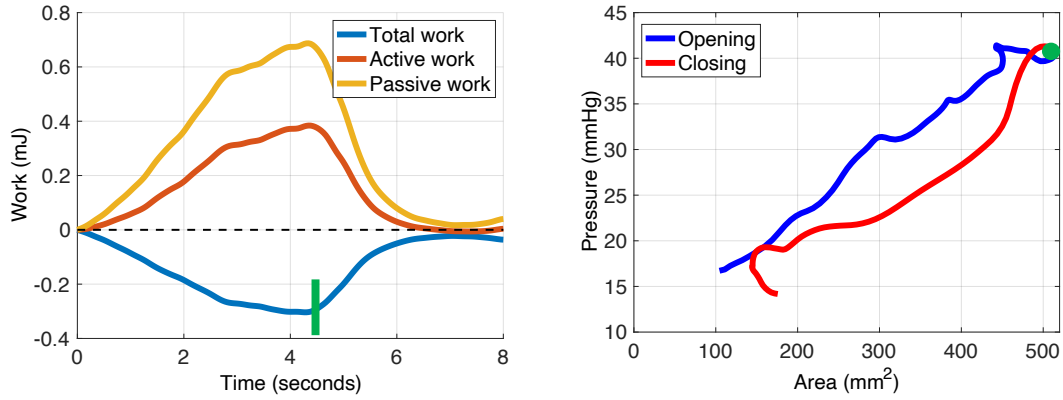 0.8
0.6
0.4
0.2
0
-0.2
-0.4
Work (mJ)
Total work
Active work
Passive work
0 2 4 6 8
Time (seconds)
45
40
35
30
25
20
15
10
Pressure (mmHg)
Opening
Closing
0 100 200 300 400 500
Area (mm²)